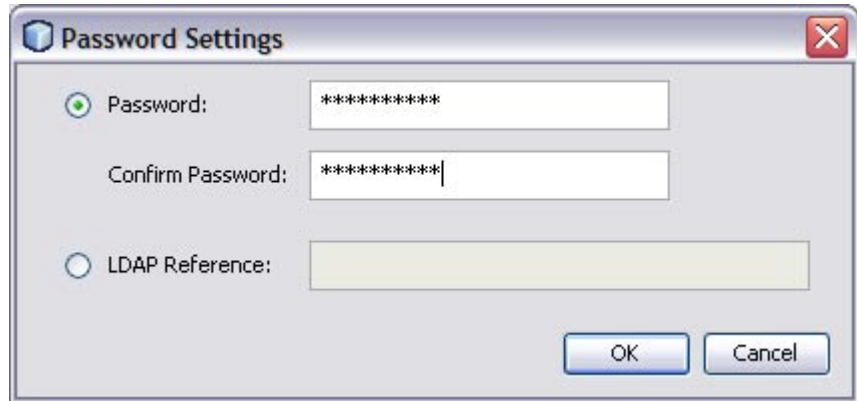 Password Settings
Password: **********
Confirm Password: **********
LDAP Reference:
OK Cancel